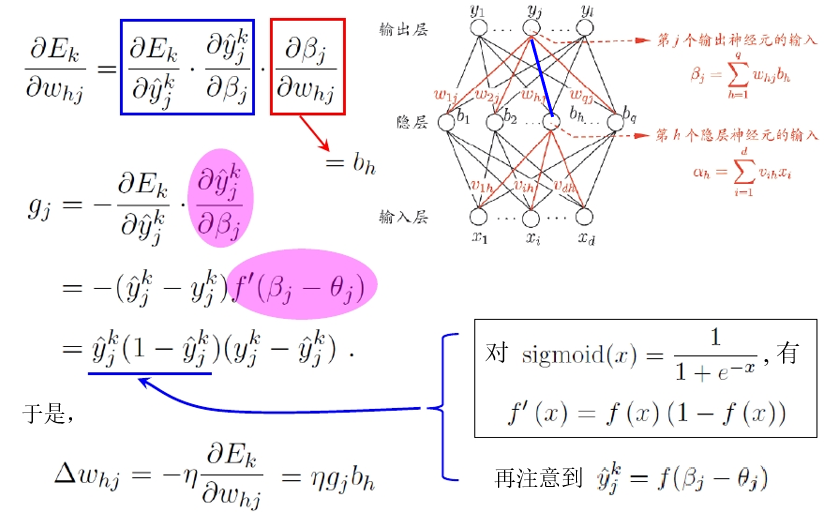 ∂E_k/∂w_hj = ∂E_k/∂ŷ_j^k · ∂ŷ_j^k/∂β_j · ∂β_j/∂w_hj
= b_h
g_j = −∂E_k/∂ŷ_j^k · ∂ŷ_j^k/∂β_j
= −(ŷ_j^k − y_j^k) f′(β_j − θ_j)
= ŷ_j^k(1 − ŷ_j^k)(y_j^k − ŷ_j^k) .
于是,
Δw_hj = −η ∂E_k/∂w_hj = ηg_j b_h
y_1 y_j y_l
输出层
第 j 个输出神经元的输入
β_j = ∑_{h=1}^{q} w_hj b_h
w_1j w_2j w_hj w_qj
隐层
b_1 b_2 b_h b_q
第 h 个隐层神经元的输入
α_h = ∑_{i=1}^{d} v_ih x_i
v_1h v_ih v_dh
输入层
x_1 x_i x_d
对 sigmoid(x) = 1/(1 + e^{−x}) , 有
f′(x) = f(x)(1 − f(x))
再注意到 ŷ_j^k = f(β_j − θ_j)